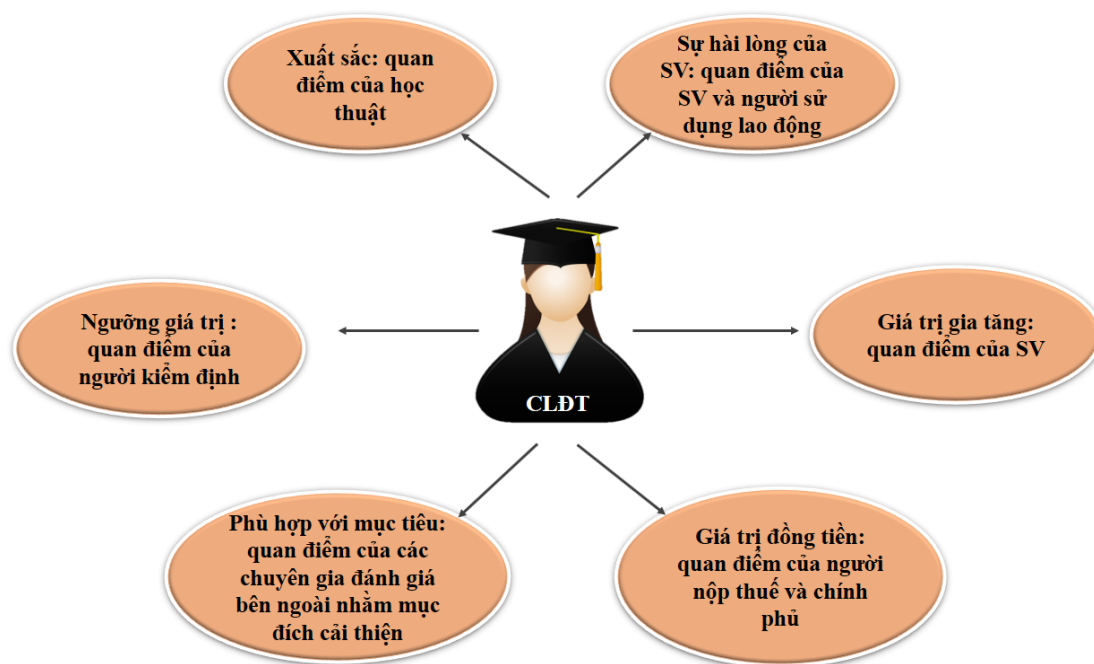 Xuất sắc: quan
điểm của học
thuật
Sự hài lòng của
SV: quan điểm của
SV và người sử
dụng lao động
Ngưỡng giá trị :
quan điểm của
người kiểm định
CLĐT
Giá trị gia tăng:
quan điểm của SV
Phù hợp với mục tiêu:
quan điểm của các
chuyên gia đánh giá
bên ngoài nhằm mục
đích cải thiện
Giá trị đồng tiền:
quan điểm của người
nộp thuế và chính
phủ